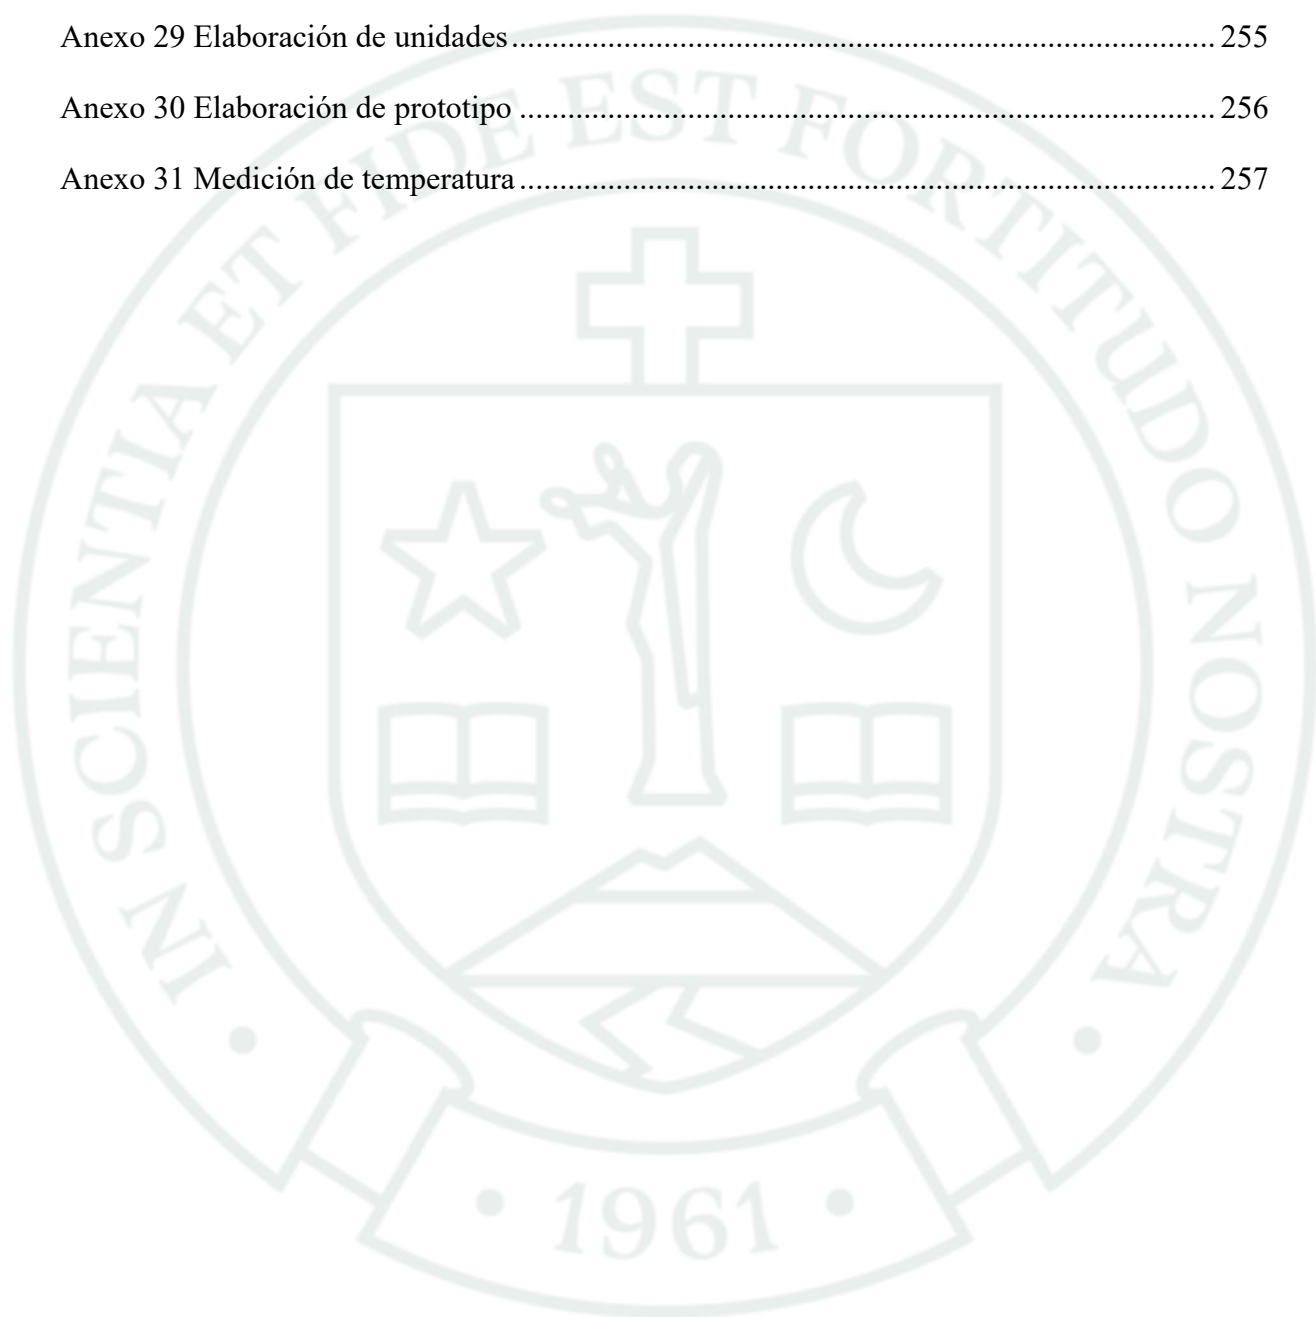 Anexo 29 Elaboración de unidades........................................................................................ 255
Anexo 30 Elaboración de prototipo ....................................................................................... 256
Anexo 31 Medición de temperatura....................................................................................... 257
IN SCIENTIA ET FIDE EST FORTITUDO NOSTRA
• 1961 •